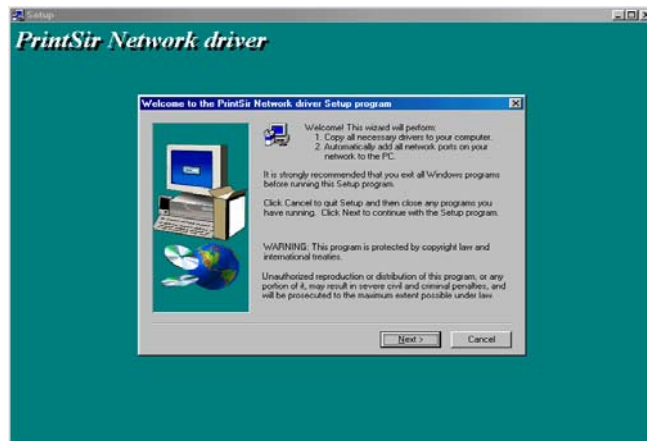 Setup
PrintSir Network driver
Welcome to the PrintSir Network driver Setup program
Welcome! This wizard will perform:
1. Copy all necessary drivers to your computer.
2. Automatically add all network ports on your
network to the PC.
It is strongly recommended that you exit all Windows programs
before running this Setup program.
Click Cancel to quit Setup and then close any programs you
have running. Click Next to continue with the Setup program.
WARNING: This program is protected by copyright law and
international treaties.
Unauthorized reproduction or distribution of this program, or any
portion of it, may result in severe civil and criminal penalties, and
will be prosecuted to the maximum extent possible under law.
Next >
Cancel